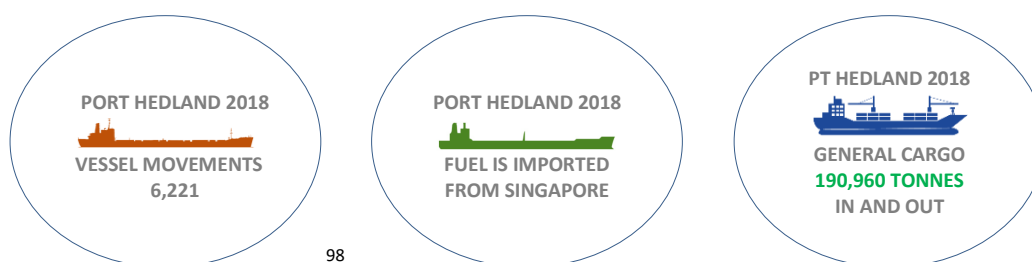 PORT HEDLAND 2018
VESSEL MOVEMENTS
6,221
98
PORT HEDLAND 2018
FUEL IS IMPORTED
FROM SINGAPORE
PT HEDLAND 2018
GENERAL CARGO
190,960 TONNES
IN AND OUT